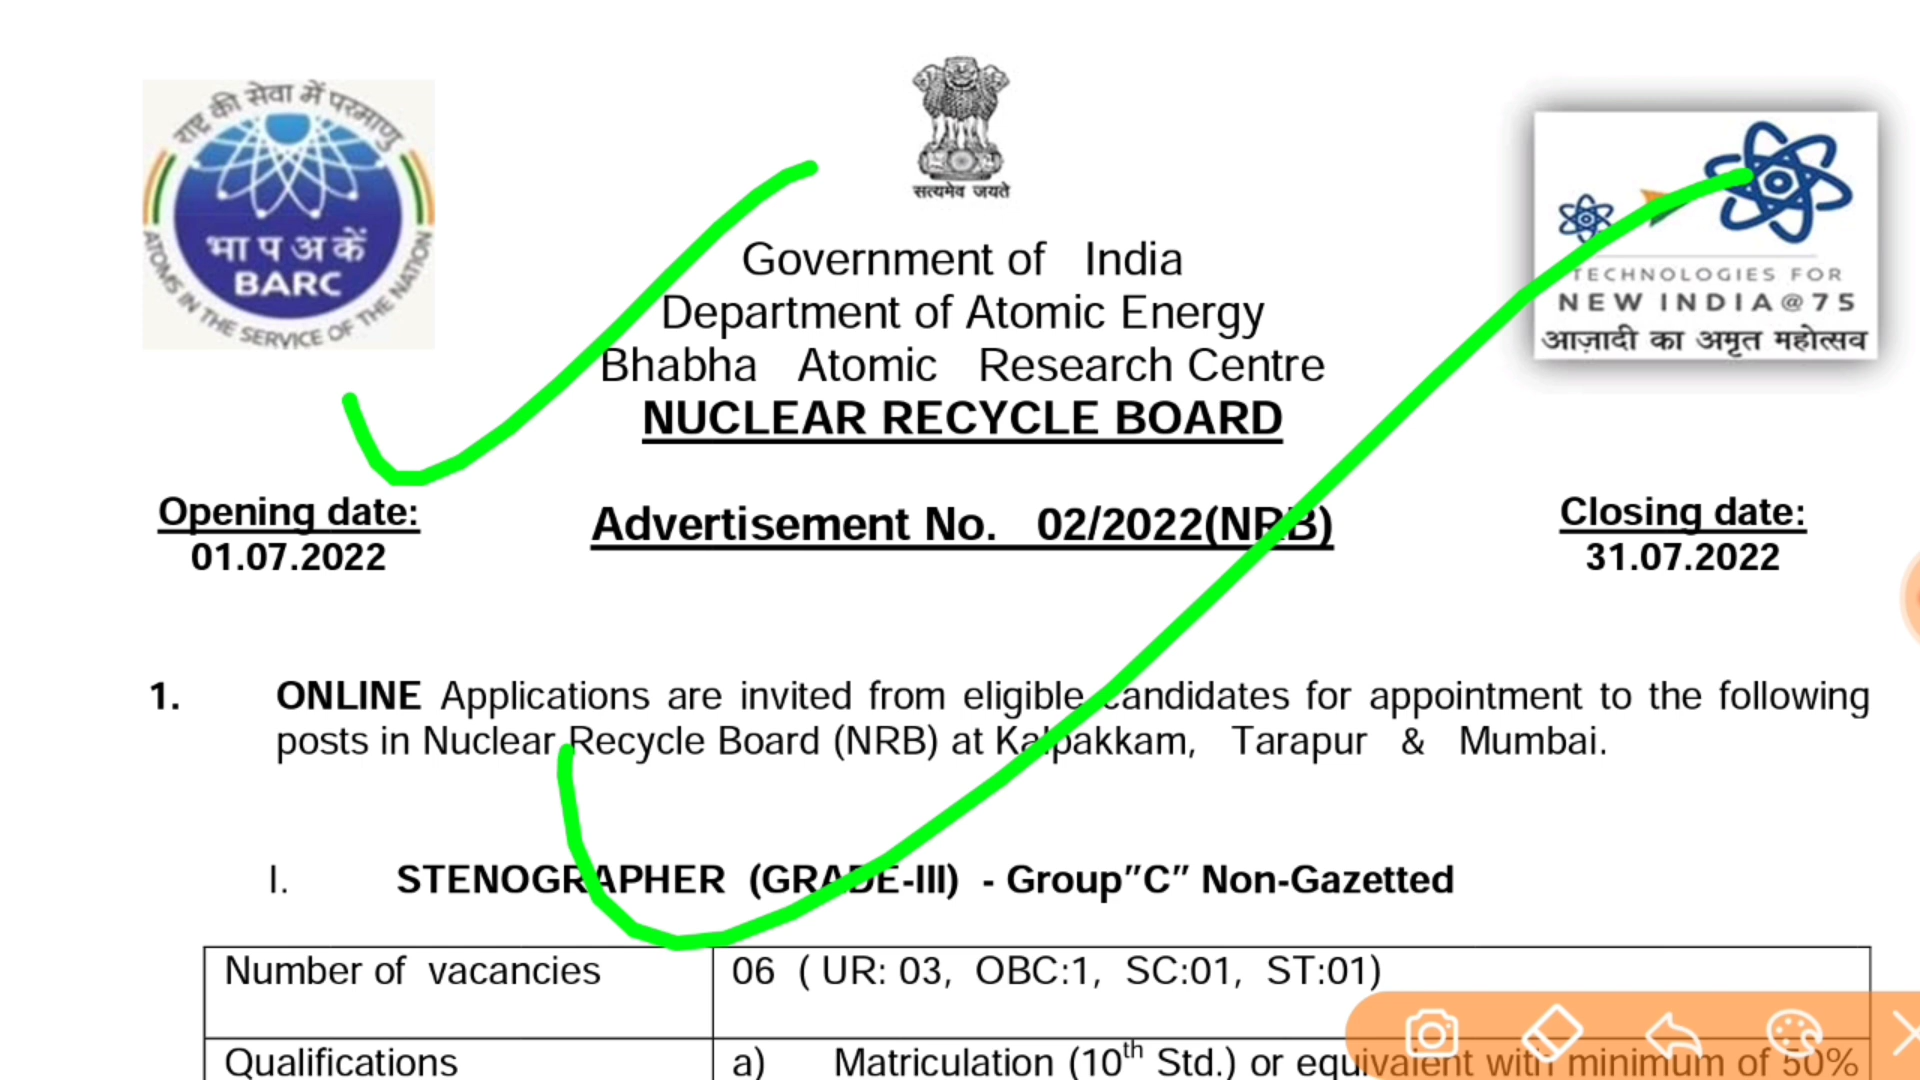 राष्ट्र की सेवा में परमाणु
भा प अ कें
BARC
ATOMS IN THE SERVICE OF THE NATION
सत्यमेव जयते
Government of India
Department of Atomic Energy
Bhabha Atomic Research Centre
NUCLEAR RECYCLE BOARD
TECHNOLOGIES FOR
NEW INDIA@75
आज़ादी का अमृत महोत्सव
Opening date:
01.07.2022
Advertisement No. 02/2022(NRB)
Closing date:
31.07.2022
1. ONLINE Applications are invited from eligible candidates for appointment to the following
posts in Nuclear Recycle Board (NRB) at Kalpakkam, Tarapur & Mumbai.
I. STENOGRAPHER (GRADE-III) - Group"C" Non-Gazetted
Number of vacancies 06 ( UR: 03, OBC:1, SC:01, ST:01)
Qualifications a) Matriculation (10th Std.) or equivalent with minimum of 50%